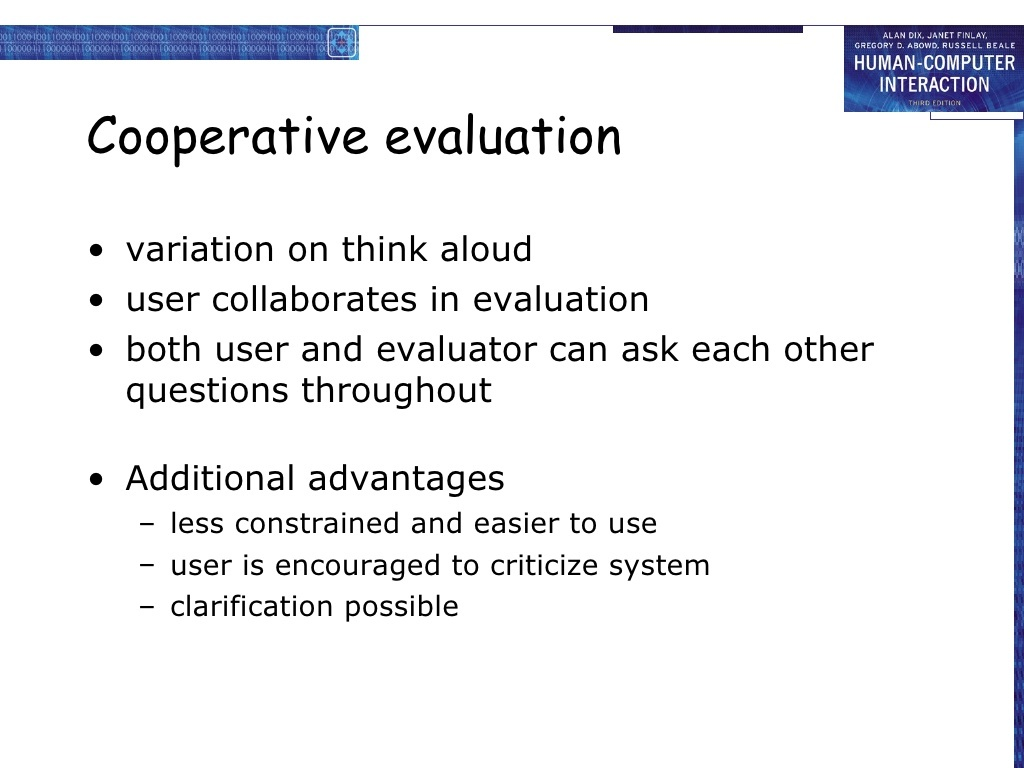 ALAN DIX, JANET FINLAY,
GREGORY D. ABOWD, RUSSELL BEALE
HUMAN-COMPUTER
INTERACTION
THIRD EDITION
Cooperative evaluation
• variation on think aloud
• user collaborates in evaluation
• both user and evaluator can ask each other
questions throughout
• Additional advantages
– less constrained and easier to use
– user is encouraged to criticize system
– clarification possible